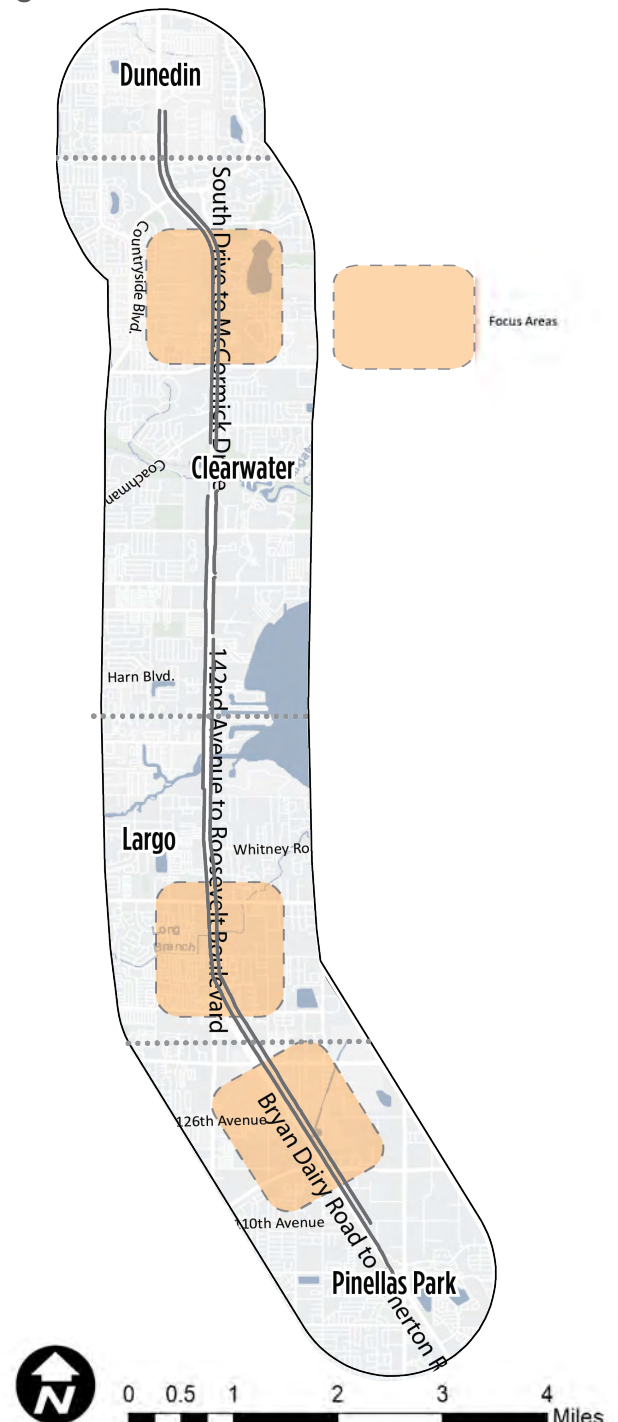 Dunedin
South Drive to McCormick Drive
Countryside Blvd.
Focus Areas
Clearwater
Coachman
142nd Avenue to Roosevelt Boulevard
Harn Blvd.
Largo
Whitney Ro
Long
Branch
126th Avenue
Bryan Dairy Road to
nerton R
110th Avenue
Pinellas Park
N
0 0.5 1 2 3 4
Miles